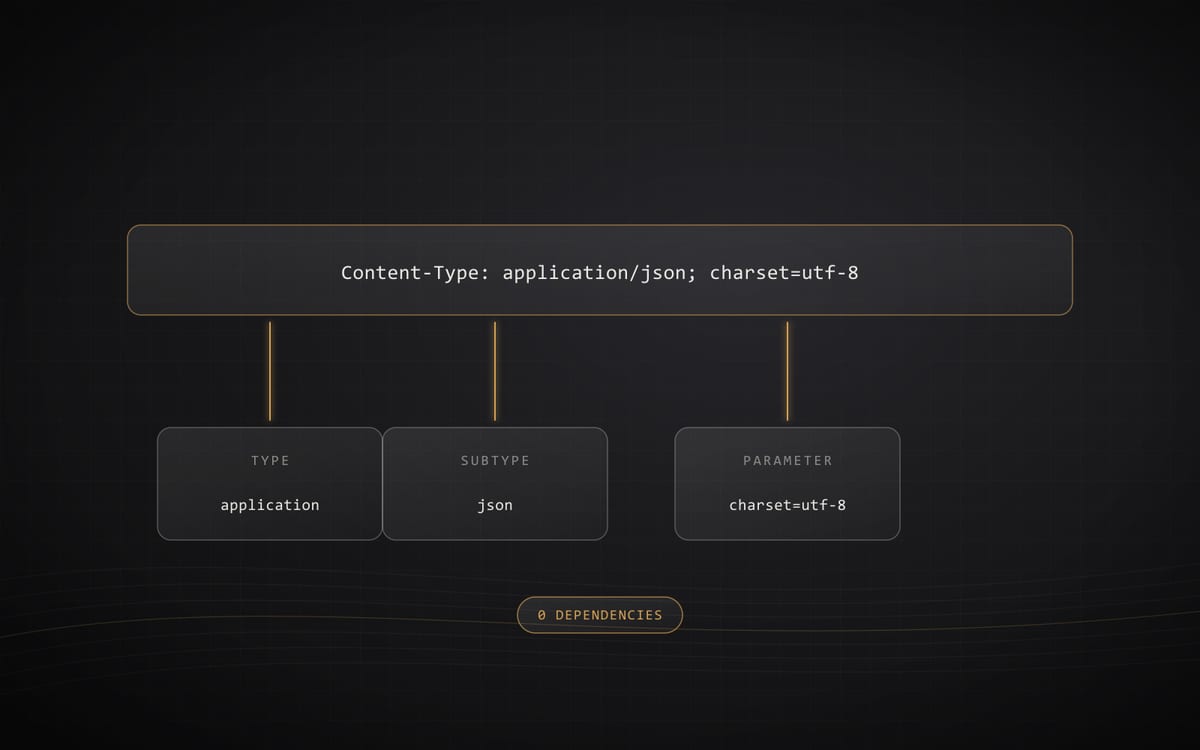 Content-Type: application/json; charset=utf-8
TYPE
application
SUBTYPE
json
PARAMETER
charset=utf-8
0 DEPENDENCIES